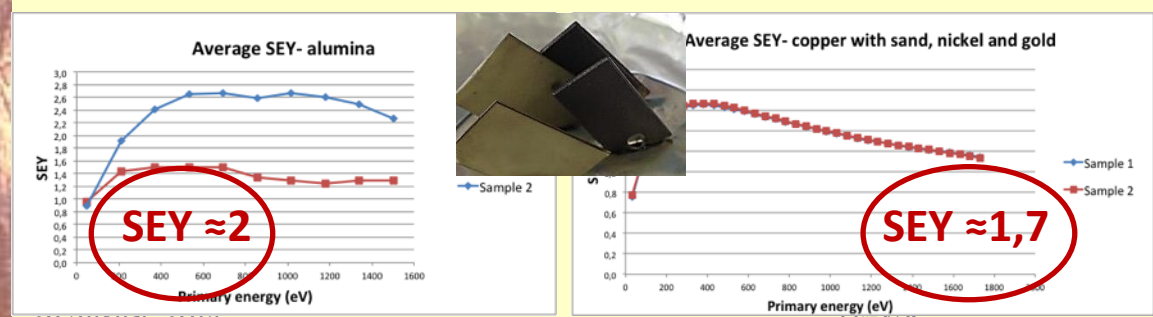 Average SEY- alumina
3,0
2,8
2,6
2,4
2,2
2,0
1,8
1,6
1,4
1,2
1,0
0,8
0,6
0,4
0,2
0,0
SEY
0 200 400 600 800 1000 1200 1400 1600
Primary energy (eV)
Sample 2
SEY ≈2
Average SEY- copper with sand, nickel and gold
0,8
0,6
0,4
0,2
0,0
0 200 400 600 800 1000 1200 1400 1600 1800
Primary energy (eV)
Sample 1
Sample 2
SEY ≈1,7